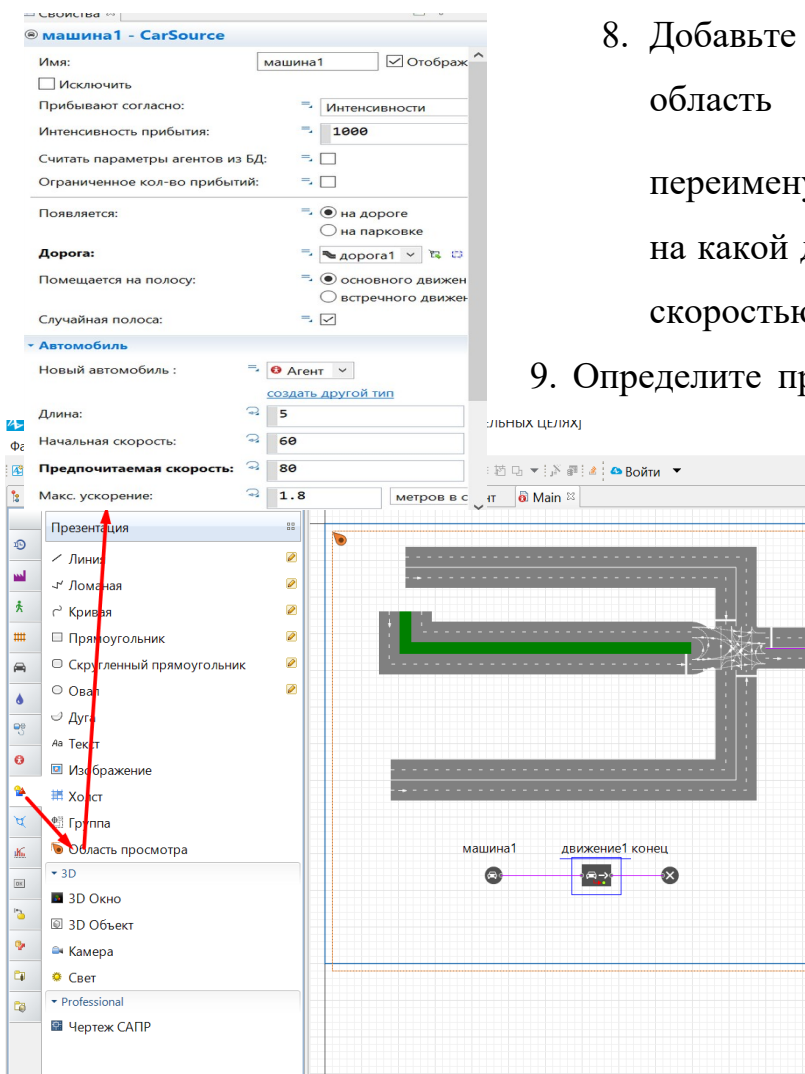 Свойства
машина1 - CarSource
Имя: машина1 Отображ
Исключить
Прибывают согласно: Интенсивности
Интенсивность прибытия: 1000
Считать параметры агентов из БД:
Ограниченное кол-во прибытий:
Появляется: на дороге
на парковке
Дорога: дорога1
Помещается на полосу: основного движен
встречного движен
Случайная полоса:
Автомобиль
Новый автомобиль : Агент
создать другой тип
Длина: 5
Начальная скорость: 60
Предпочитаемая скорость: 80
Макс. ускорение: 1.8 метров в с
8. Добавьте
область
переимену
на какой
скоростью
9. Определите пр
ЕЛЬНЫХ ЦЕЛЯХ]
Фа
Войти
нт Main
Презентация
Линия
Ломаная
Кривая
Прямоугольник
Скругленный прямоугольник
Овал
Дуга
Аа Текст
Изображение
Холст
Группа
Область просмотра
3D
3D Окно
3D Объект
Камера
Свет
Professional
Чертеж САПР
машина1 движение1 конец